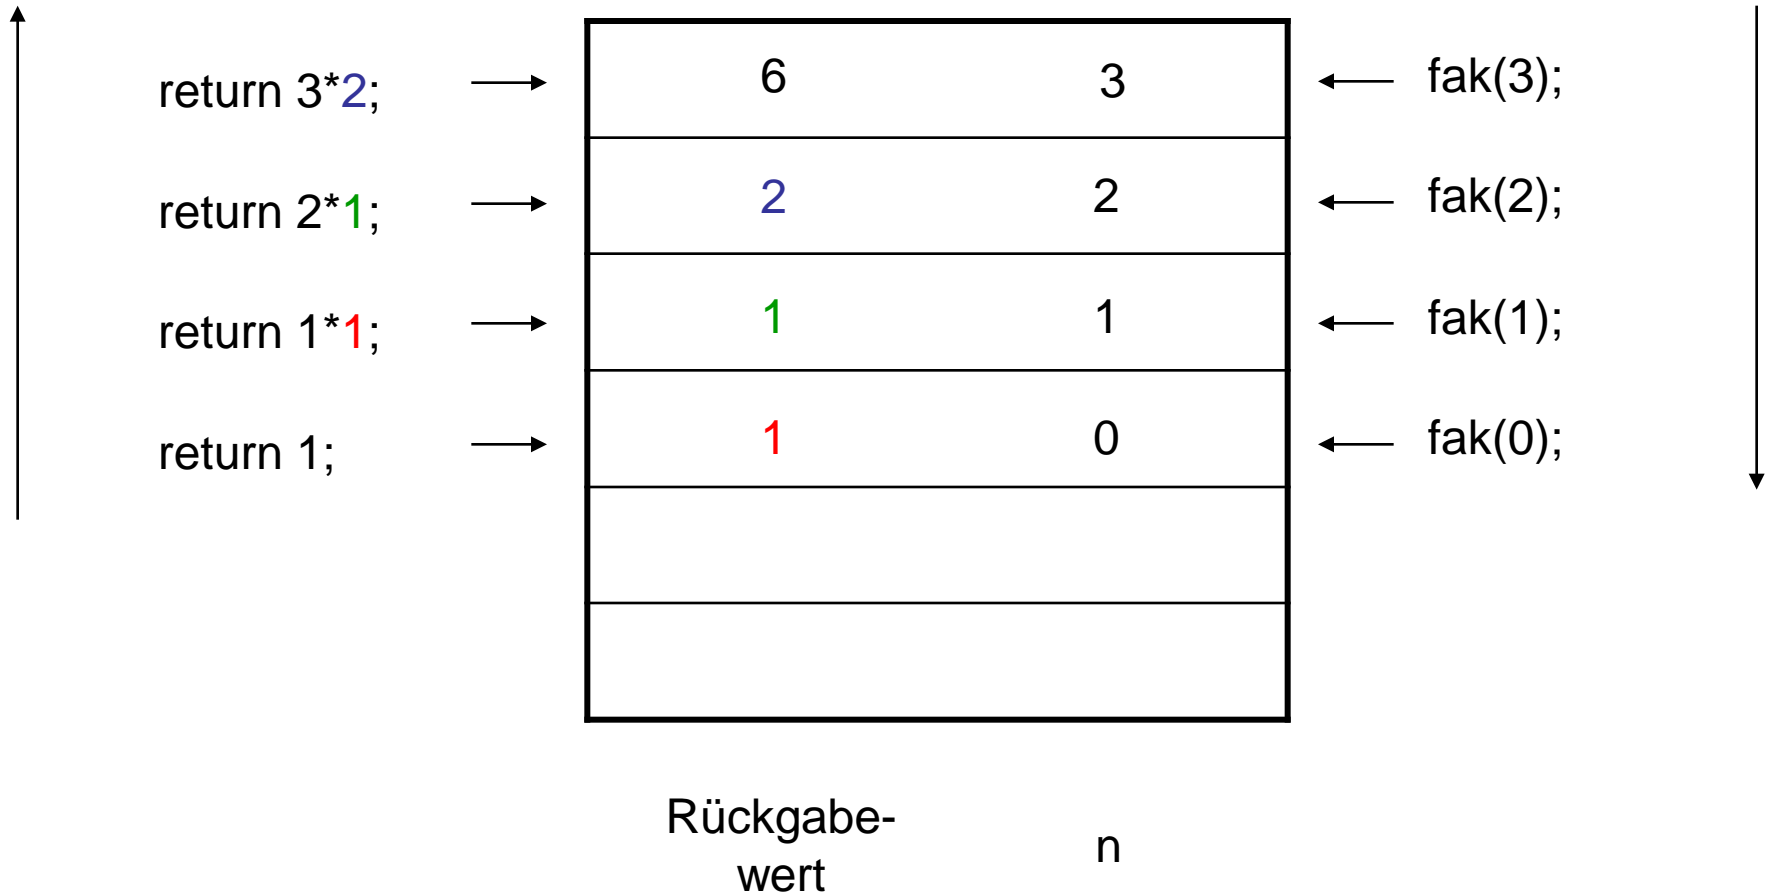 return 3*2; 6 3 fak(3);
return 2*1; 2 2 fak(2);
return 1*1; 1 1 fak(1);
return 1; 1 0 fak(0);
Rückgabe-
wert
n